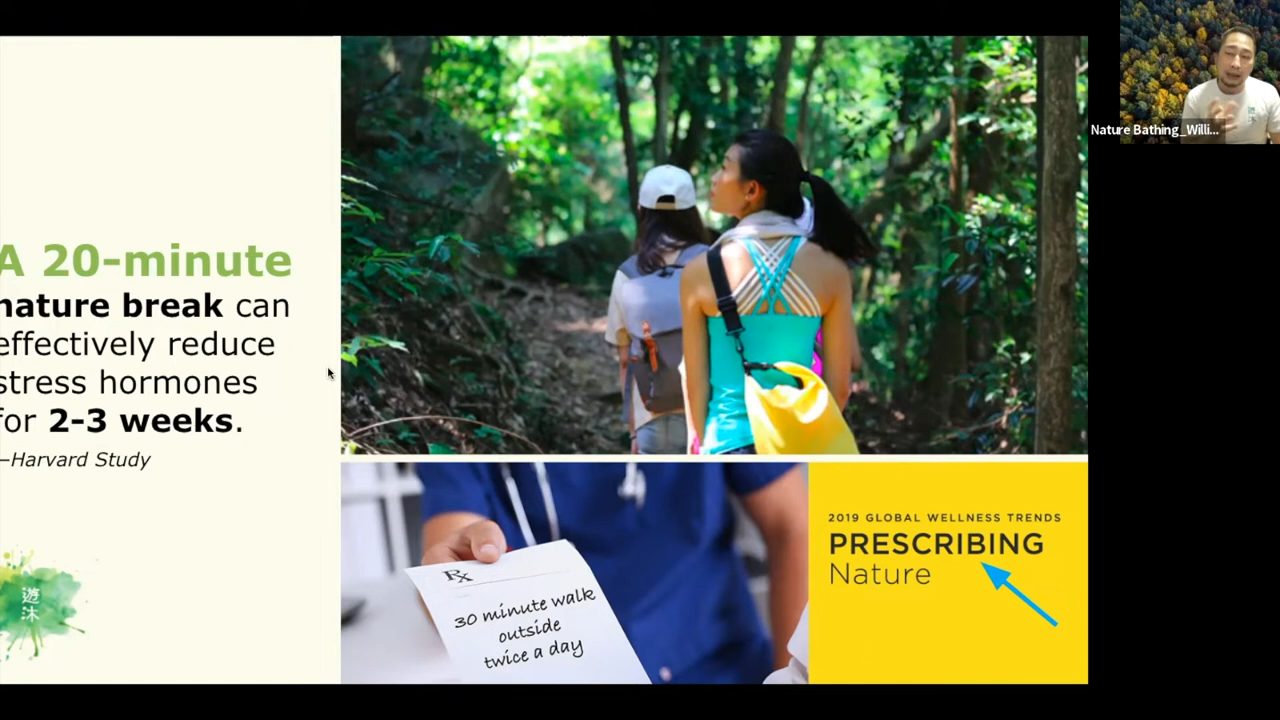 A 20-minute
nature break can
effectively reduce
stress hormones
for 2-3 weeks.
–Harvard Study
遊
沐
Rx
30 minute walk
outside
twice a day
2019 GLOBAL WELLNESS TRENDS
PRESCRIBING
Nature
Nature Bathing_Willi...